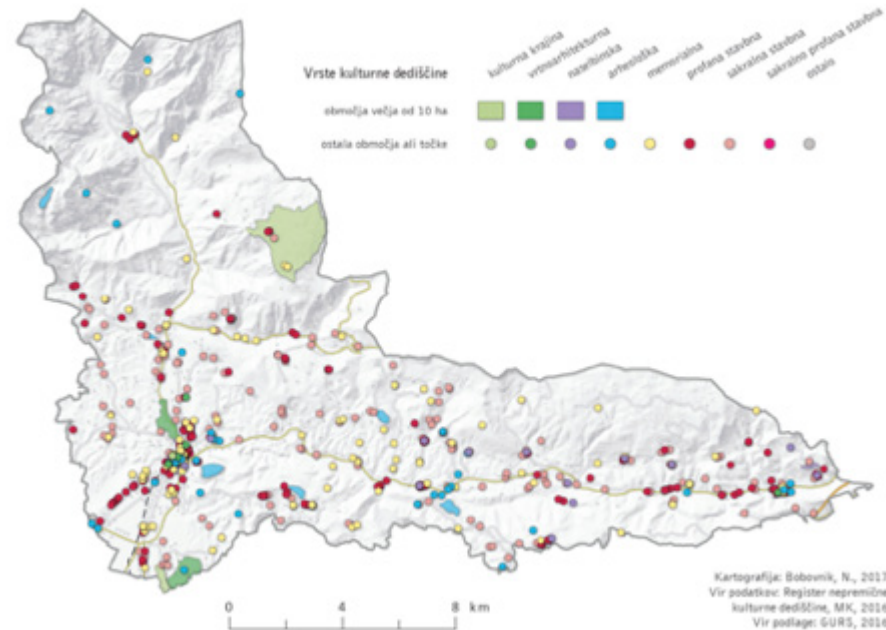 Vrste kulturne dediščine
kulturna krajina
vrtnoarhitekturna
naselbinska
arheološka
memorialna
profana stavbna
sakralna stavbna
sakralno profana stavbna
ostalo
območja večja od 10 ha
ostala območja ali točke
0 4 8 km
Kartografija: Bobovnik, N., 2017
Vir podatkov: Register nepremične
kulturne dediščine, MK, 2016
Vir podlage: GURS, 2016